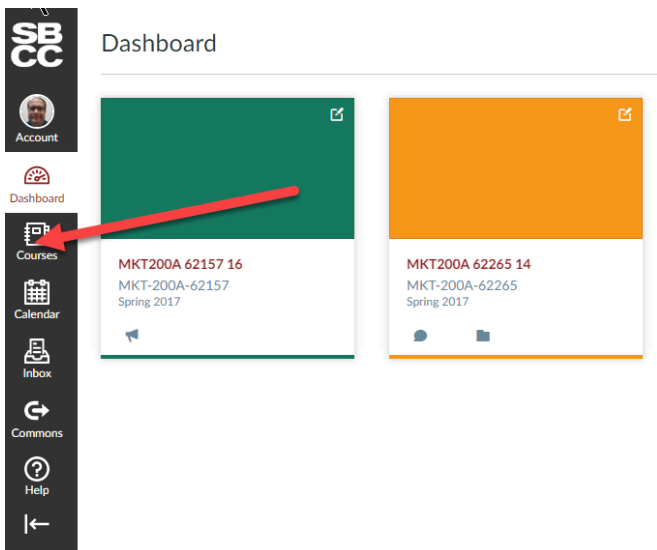 SB
CC
Account
Dashboard
Courses
Calendar
Inbox
Commons
Help
Dashboard
MKT200A 62157 16
MKT-200A-62157
Spring 2017
MKT200A 62265 14
MKT-200A-62265
Spring 2017